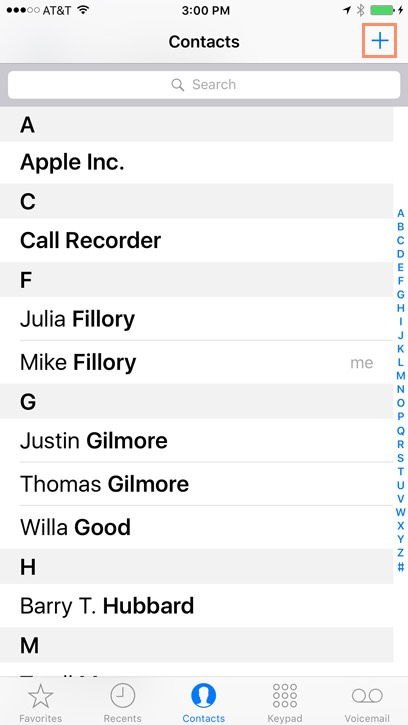 AT&T 3:00 PM
Contacts +
Search
A
Apple Inc.
C
Call Recorder
F
Julia Fillory
Mike Fillory me
G
Justin Gilmore
Thomas Gilmore
Willa Good
H
Barry T. Hubbard
M
A
B
C
D
E
F
G
H
I
J
K
L
M
N
O
P
Q
R
S
T
U
V
W
X
Y
Z
#
Favorites Recents Contacts Keypad Voicemail